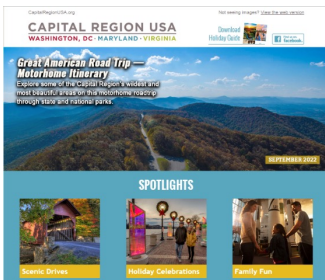 CapitalRegionUSA.org
Not seeing images? View the web version
CAPITAL REGION USA
WASHINGTON, DC · MARYLAND · VIRGINIA
Download
Holiday Guide
facebook.
Great American Road Trip —
Motorhome Itinerary
Explore some of the Capital Region's wildest and
most beautiful areas on this motorhome roadtrip
through state and national parks.
SEPTEMBER 2022
SPOTLIGHTS
Scenic Drives
Holiday Celebrations
Family Fun